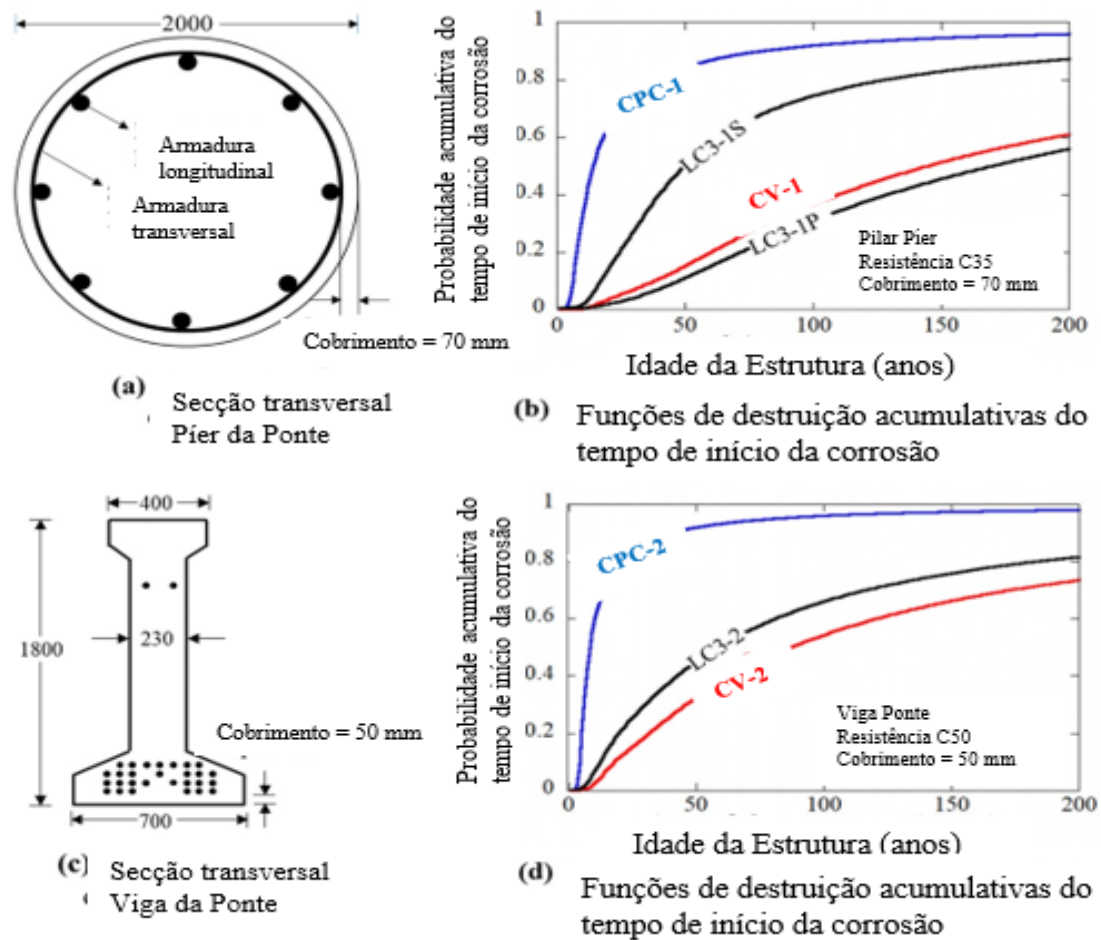 2000
Armadura
longitudinal
Armadura
transversal
Cobrimento = 70 mm
(a) Secção transversal
Píer da Ponte
Probabilidade acumulativa do
tempo de início da corrosão
1
0.8
0.6
0.4
0.2
0
CPC-1
LC3-1S
CV-1
LC3-1P
Pilar Pier
Resistência C35
Cobrimento = 70 mm
0 50 100 150 200
Idade da Estrutura (anos)
(b) Funções de destruição acumulativas do
tempo de início da corrosão
400
1800
230
Cobrimento = 50 mm
700
(c) Secção transversal
Viga da Ponte
Probabilidade acumulativa do
tempo de início da corrosão
1
0.8
0.6
0.4
0.2
0
CPC-2
LC3-2
CV-2
Viga Ponte
Resistência C50
Cobrimento = 50 mm
0 50 100 150 200
Idade da Estrutura (anos)
(d) Funções de destruição acumulativas do
tempo de início da corrosão